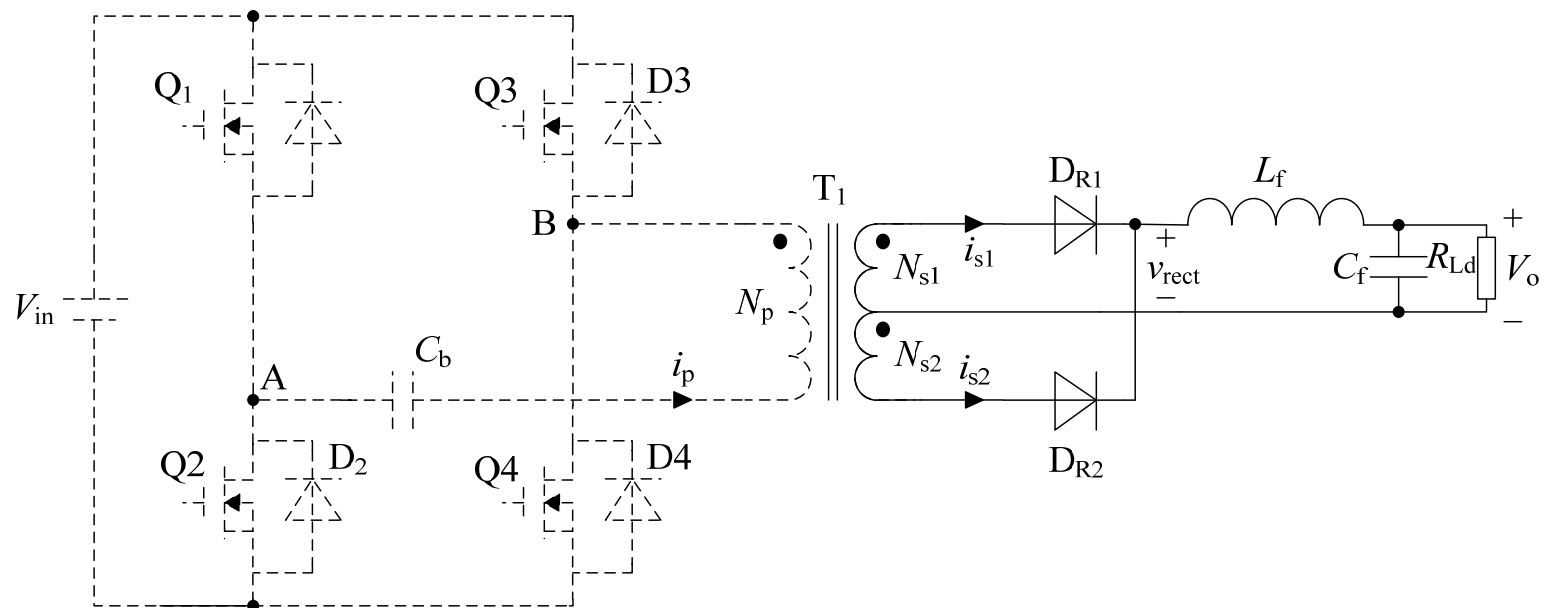 Q1
D3
Q3
DR1
Lf
T1
B
+
+
is1
Ns1
vrect
Cf
RLd
Vo
Vin
Np
−
−
Cb
Ns2
A
ip
is2
Q2
D2
Q4
D4
DR2